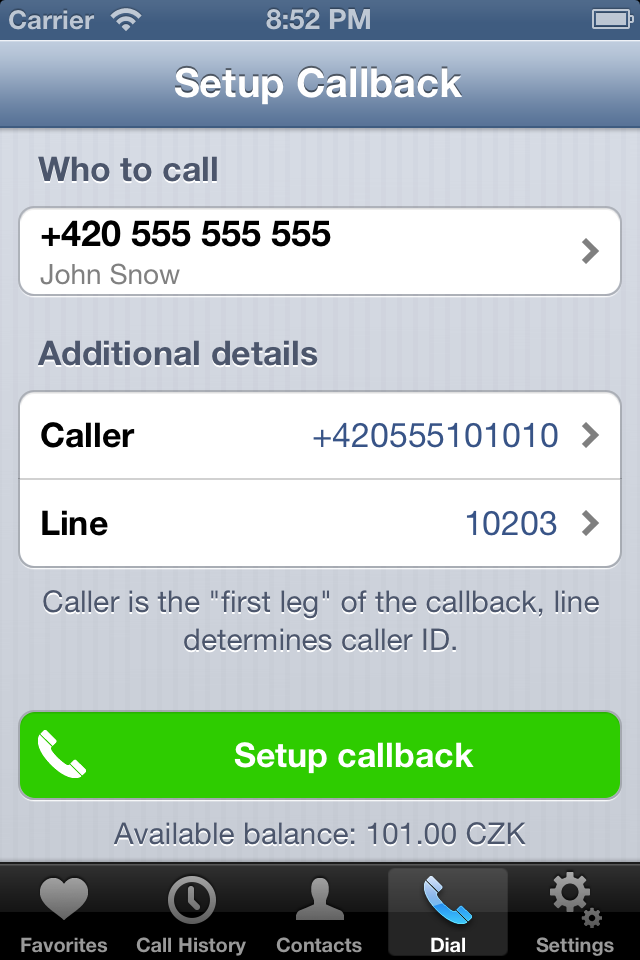 Carrier 8:52 PM
Setup Callback
Who to call
+420 555 555 555
John Snow
Additional details
Caller +420555101010
Line 10203
Caller is the "first leg" of the callback, line
determines caller ID.
Setup callback
Available balance: 101.00 CZK
Favorites Call History Contacts Dial Settings